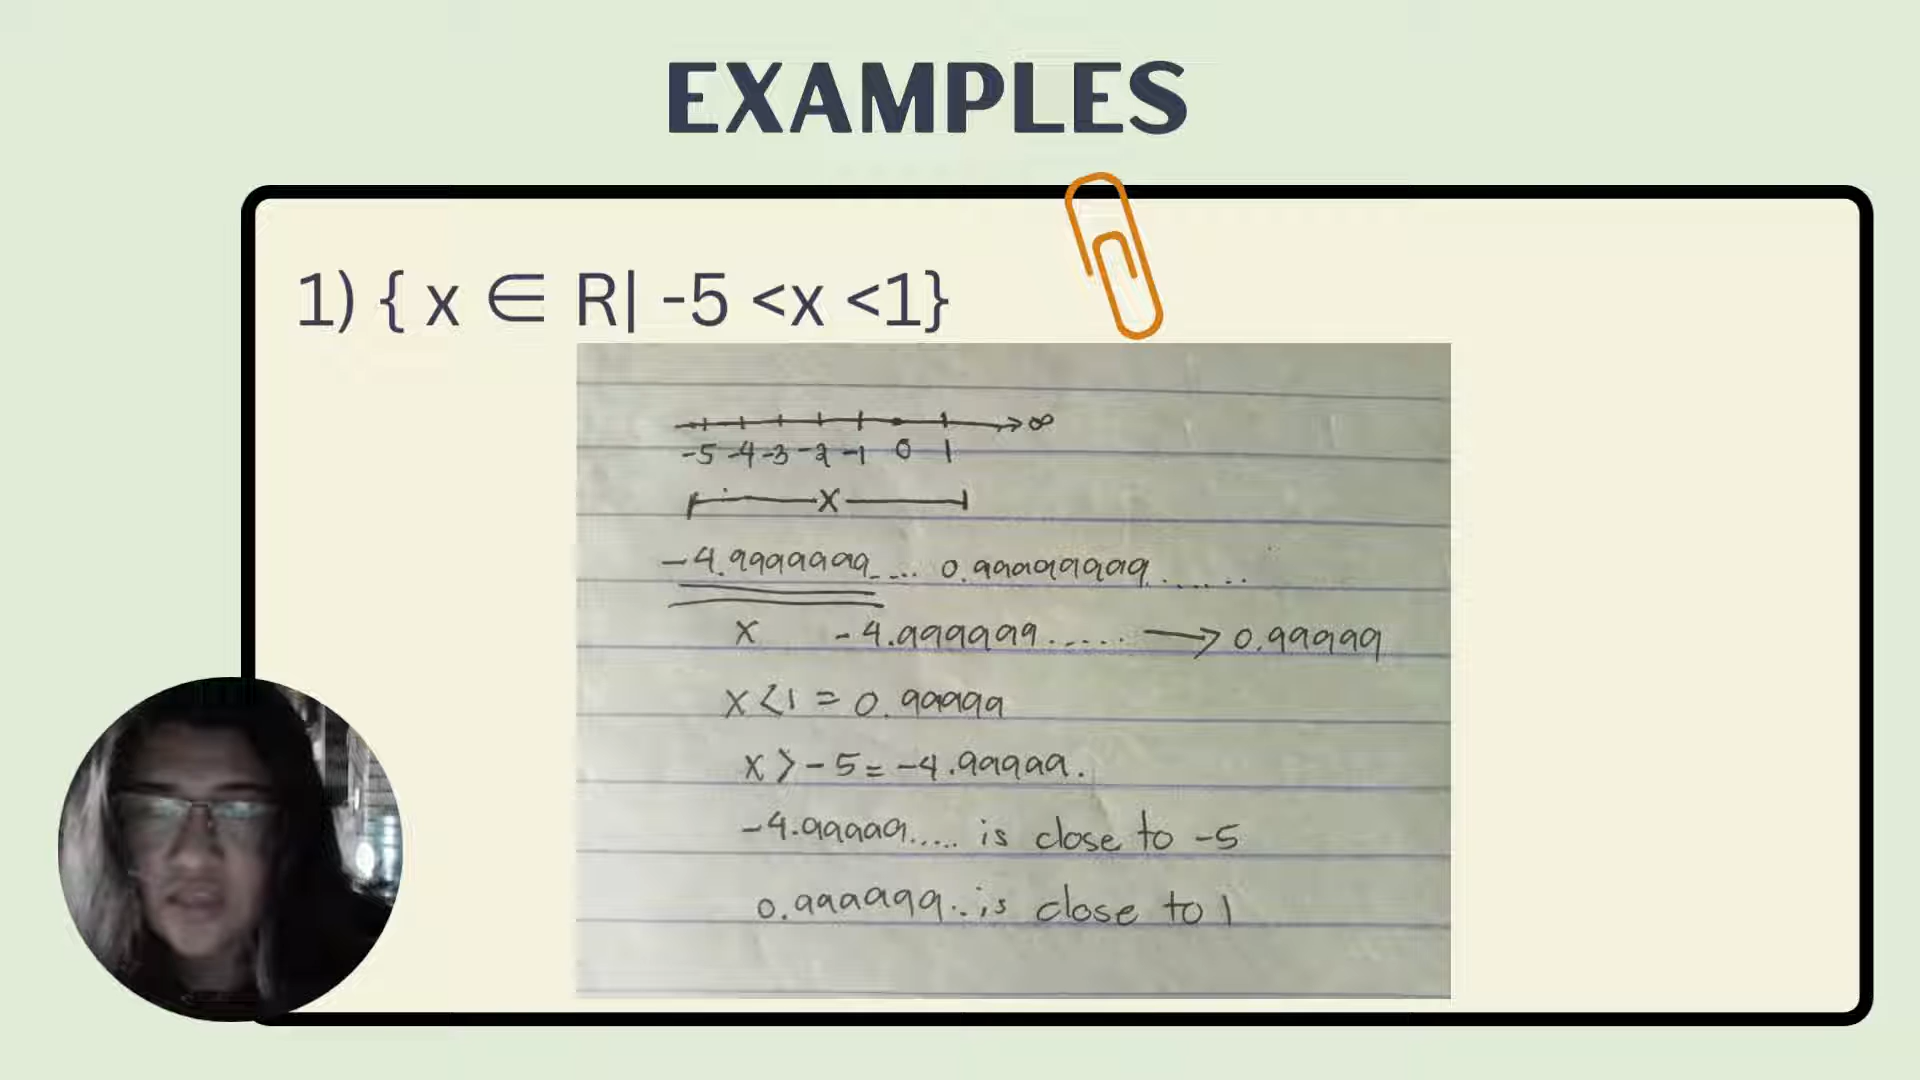 EXAMPLES
1) { x ∈ R| -5 <x <1}
∞
-5 -4 -3 -2 -1 0 1
X
-4.9999999.... 0.999999999......
X -4.999999..... → 0.99999
X<1 = 0.99999
X>-5=-4.99999.
-4.99999..... is close to -5
0.999999.. is close to 1